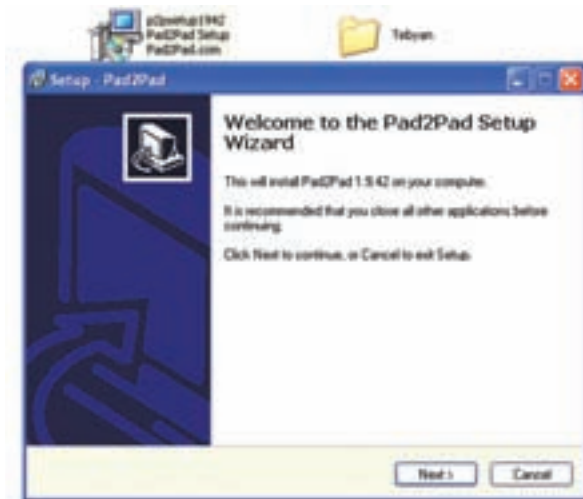 p2psetup1942
Pad2Pad Setup
Pad2Pad.com
Tebyan
Setup - Pad2Pad
Welcome to the Pad2Pad Setup
Wizard
This will install Pad2Pad 1.9.42 on your computer.
It is recommended that you close all other applications before
continuing.
Click Next to continue, or Cancel to exit Setup.
Next >
Cancel